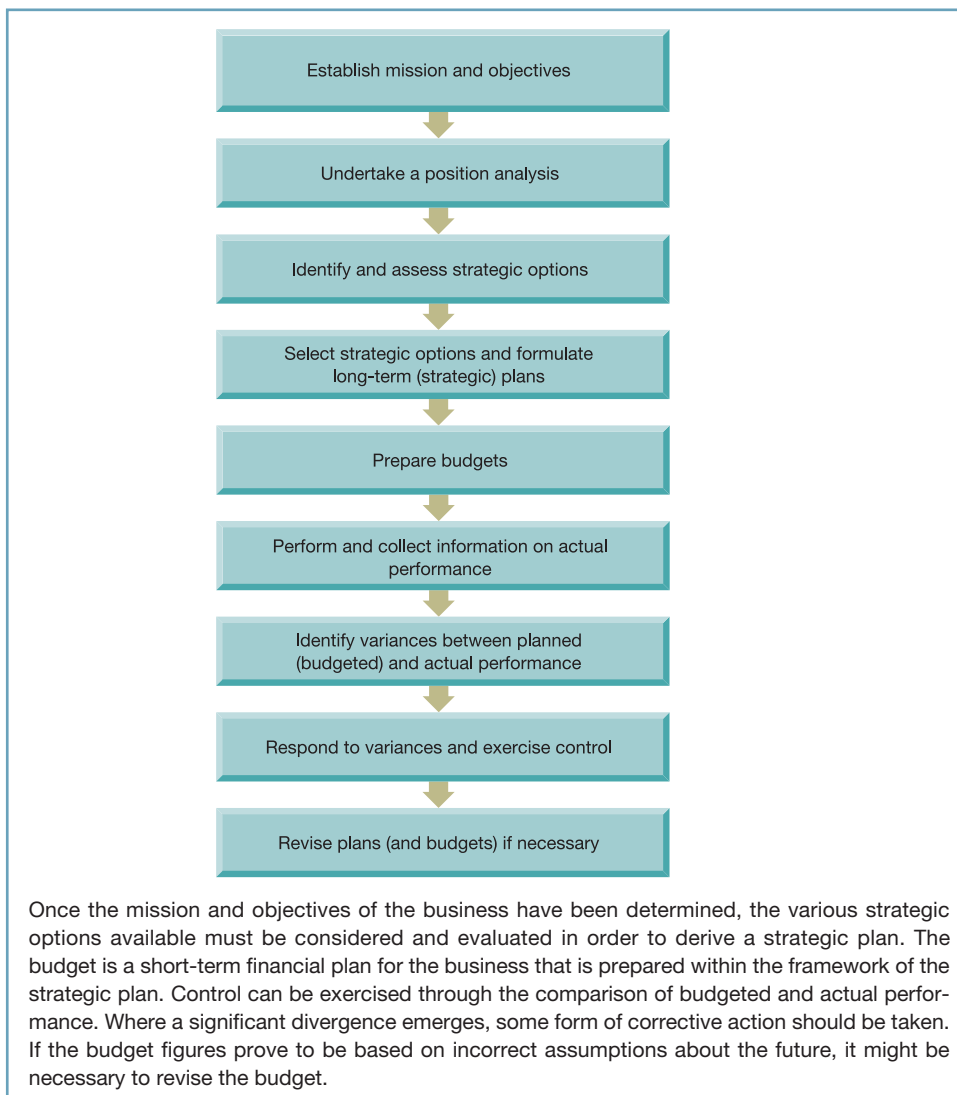 Establish mission and objectives
Undertake a position analysis
Identify and assess strategic options
Select strategic options and formulate
long-term (strategic) plans
Prepare budgets
Perform and collect information on actual
performance
Identify variances between planned
(budgeted) and actual performance
Respond to variances and exercise control
Revise plans (and budgets) if necessary
Once the mission and objectives of the business have been determined, the various strategic
options available must be considered and evaluated in order to derive a strategic plan. The
budget is a short-term financial plan for the business that is prepared within the framework of the
strategic plan. Control can be exercised through the comparison of budgeted and actual perfor-
mance. Where a significant divergence emerges, some form of corrective action should be taken.
If the budget figures prove to be based on incorrect assumptions about the future, it might be
necessary to revise the budget.